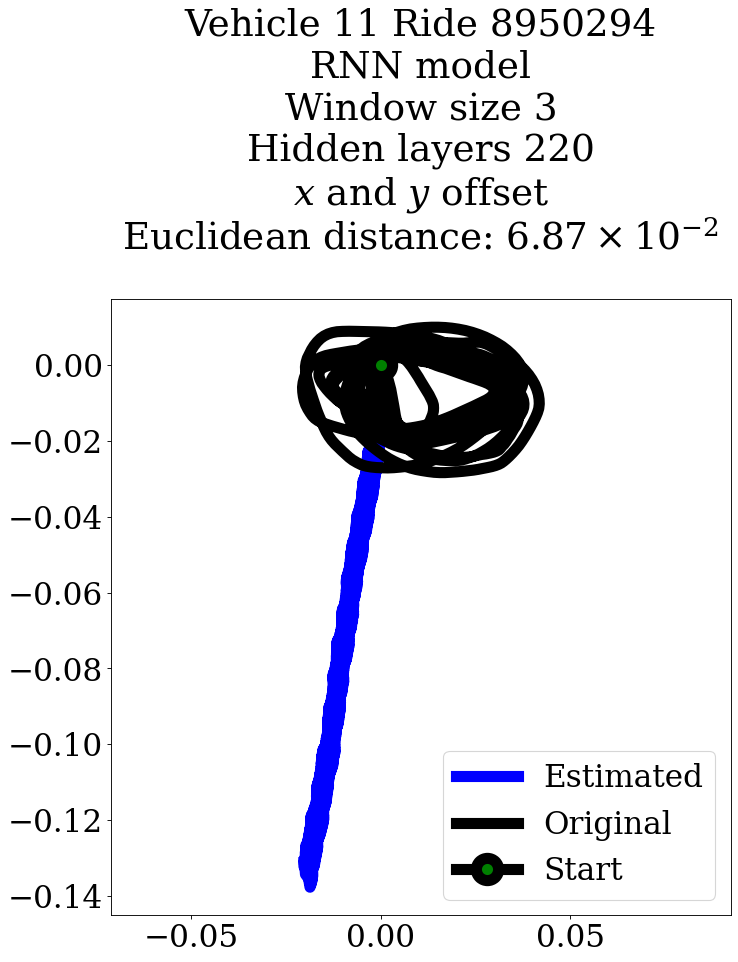 Vehicle 11 Ride 8950294
RNN model
Window size 3
Hidden layers 220
x and y offset
Euclidean distance: 6.87 × 10⁻²
0.00
−0.02
−0.04
−0.06
−0.08
−0.10
−0.12
−0.14
Estimated
Original
Start
−0.05 0.00 0.05